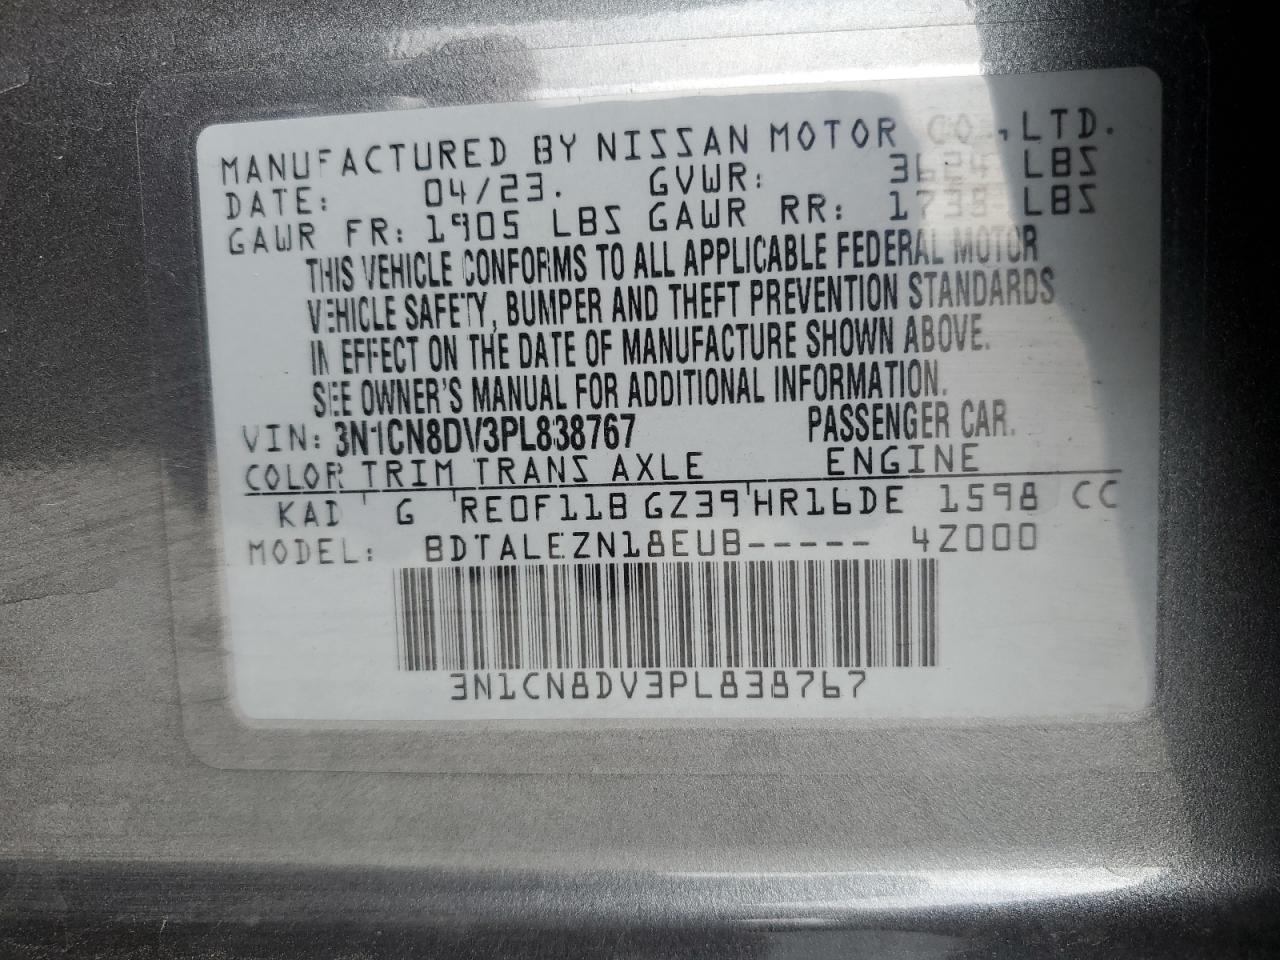 MANUFACTURED BY NISSAN MOTOR CO.,LTD.
DATE: 04/23. GVWR: 3624 LBS
GAWR FR: 1905 LBS GAWR RR: LBS
THIS VEHICLE CONFORMS TO ALL APPLICABLE FEDERAL MOTOR
VEHICLE SAFETY, BUMPER AND THEFT PREVENTION STANDARDS
IN EFFECT ON THE DATE OF MANUFACTURE SHOWN ABOVE.
SEE OWNER'S MANUAL FOR ADDITIONAL INFORMATION.
VIN: 3N1CN8DV3PL838767 PASSENGER CAR.
COLOR TRIM TRANS AXLE ENGINE
KAD G RE0F11B GZ39 HR16DE 1598 CC
MODEL: BDTALEZN18EUB----- 4Z000
3N1CN8DV3PL838767